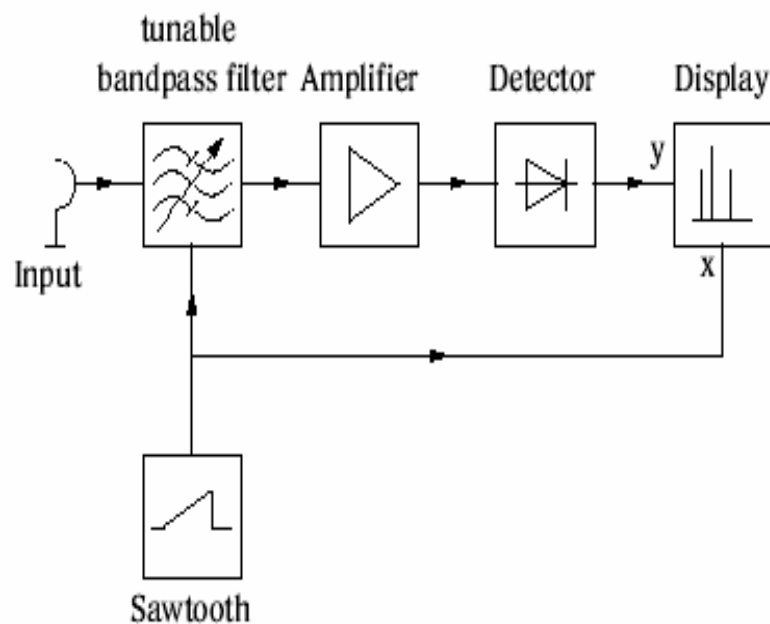 tunable
bandpass filter Amplifier Detector Display
y
Input
x
Sawtooth